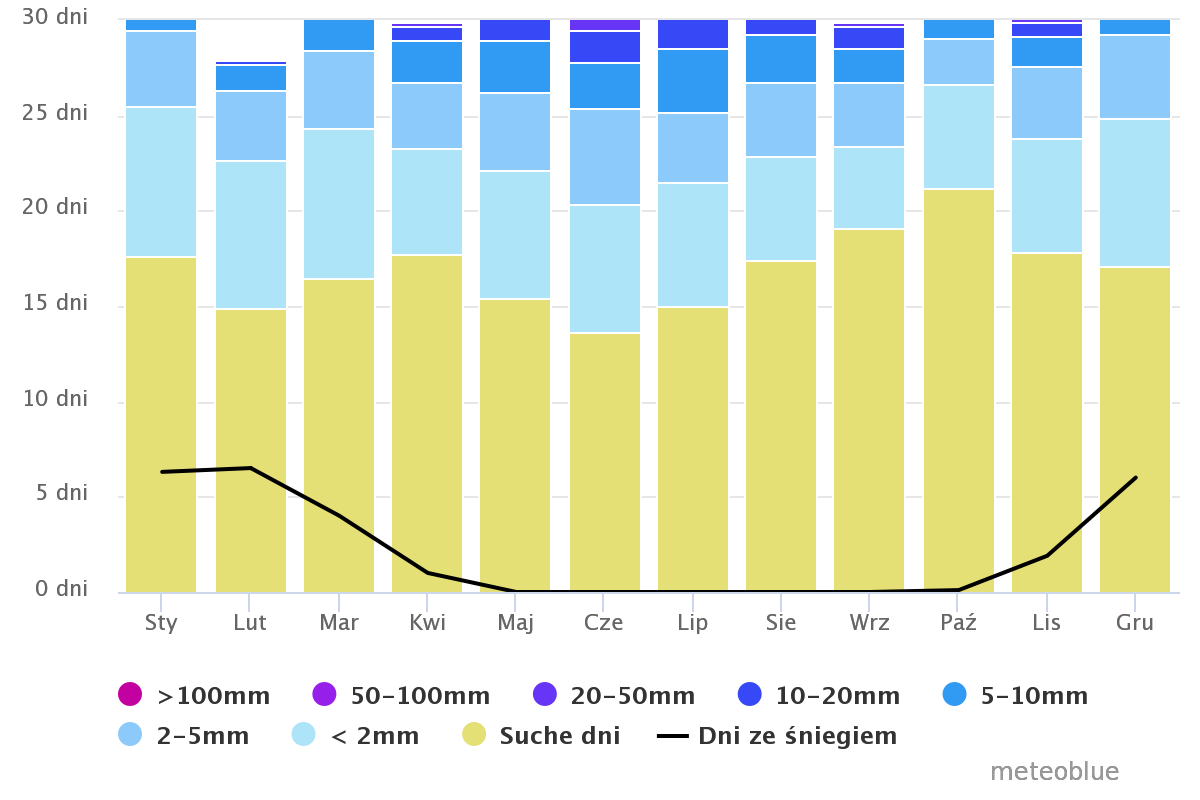 30 dni
25 dni
20 dni
15 dni
10 dni
5 dni
0 dni
Sty Lut Mar Kwi Maj Cze Lip Sie Wrz Paź Lis Gru
>100mm 50-100mm 20-50mm 10-20mm 5-10mm
2-5mm < 2mm Suche dni Dni ze śniegiem
meteoblue